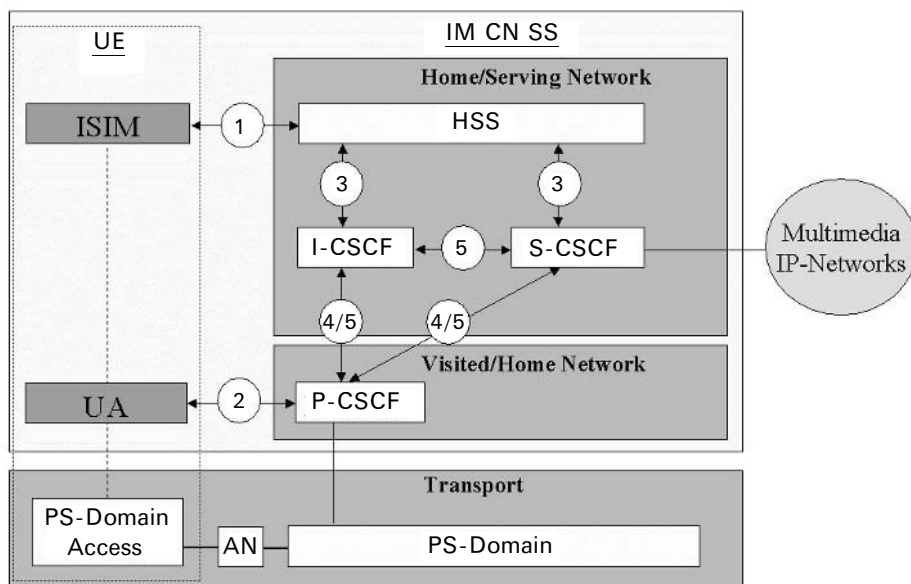 UE
IM CN SS
Home/Serving Network
ISIM
1
HSS
3
3
I-CSCF
5
S-CSCF
Multimedia
IP-Networks
4/5
4/5
Visited/Home Network
UA
2
P-CSCF
Transport
PS-Domain
Access
AN
PS-Domain